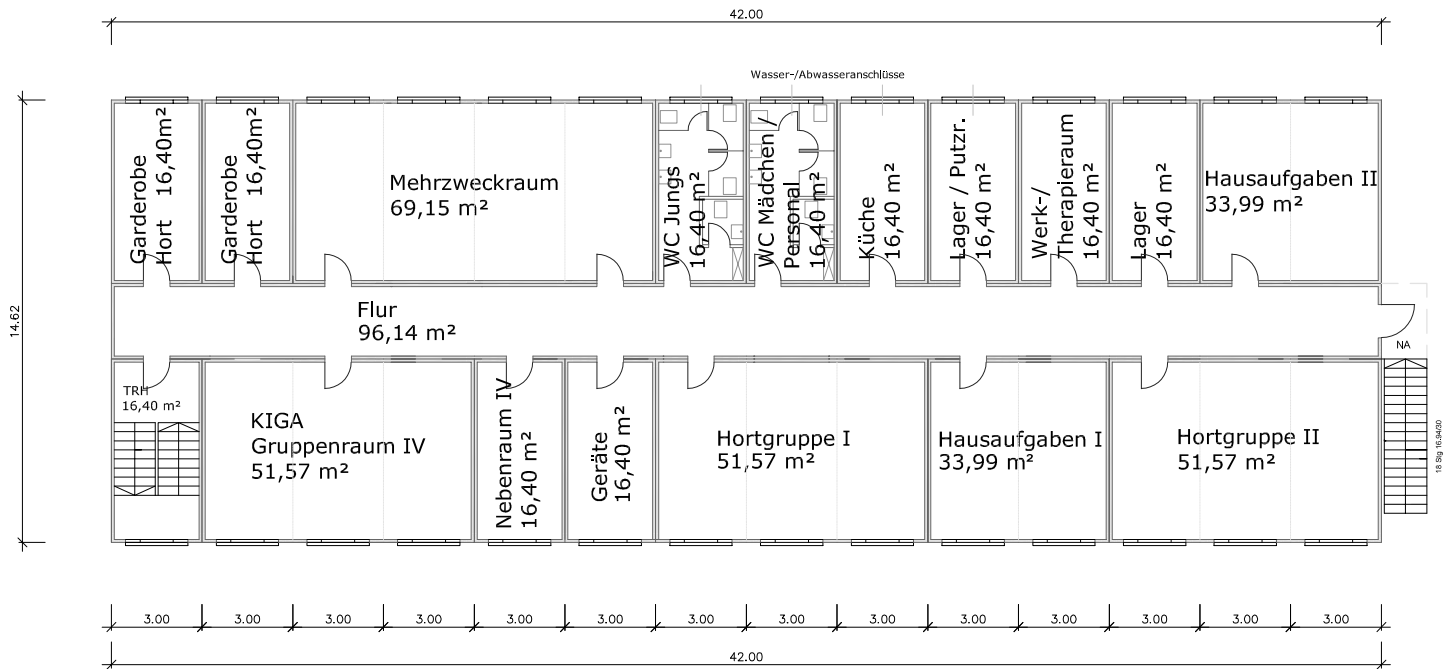 42.00
Wasser-/Abwasseranschlüsse
14.62
Garderobe
Hort 16,40m²
Garderobe
Hort 16,40m²
Mehrzweckraum
69,15 m²
WC Jungs
16,40 m²
WC Mädchen /
Personal
16,40 m²
Küche
16,40 m²
Lager / Putzr.
16,40 m²
Werk-/
Therapieraum
16,40 m²
Lager
16,40 m²
Hausaufgaben II
33,99 m²
Flur
96,14 m²
NA
TRH
16,40 m²
KIGA
Gruppenraum IV
51,57 m²
Nebenraum IV
16,40 m²
Geräte
16,40 m²
Hortgruppe I
51,57 m²
Hausaufgaben I
33,99 m²
Hortgruppe II
51,57 m²
18 Stg 16.94/30
3.00 3.00 3.00 3.00 3.00 3.00 3.00 3.00 3.00 3.00 3.00 3.00 3.00 3.00
42.00